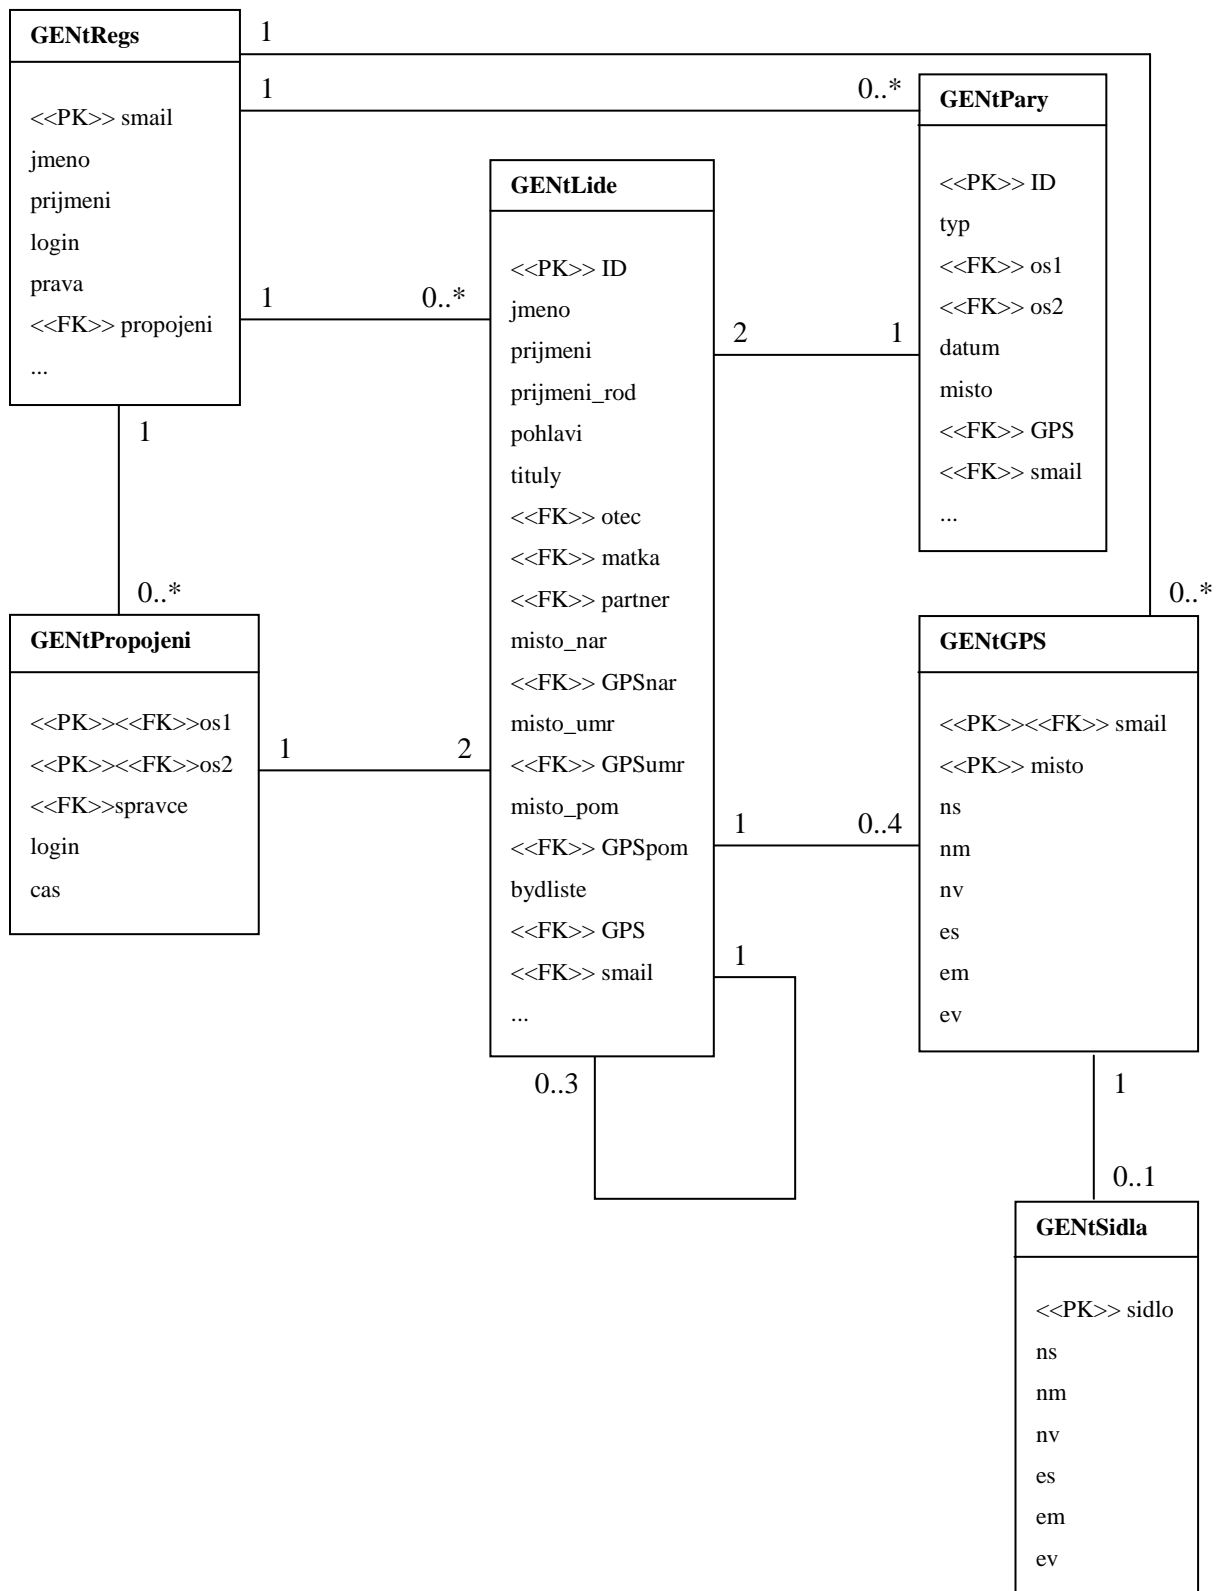 GENtRegs
<<PK>> smail
jmeno
prijmeni
login
prava
<<FK>> propojeni
...
1
1
0..*
1
0..*
1
0..*
0..*
GENtPary
<<PK>> ID
typ
<<FK>> os1
<<FK>> os2
datum
misto
<<FK>> GPS
<<FK>> smail
...
GENtLide
<<PK>> ID
jmeno
prijmeni
prijmeni_rod
pohlavi
tituly
<<FK>> otec
<<FK>> matka
<<FK>> partner
misto_nar
<<FK>> GPSnar
misto_umr
<<FK>> GPSumr
misto_pom
<<FK>> GPSpom
bydliste
<<FK>> GPS
<<FK>> smail
...
2
1
1
2
1
0..4
1
0..3
GENtPropojeni
<<PK>><<FK>>os1
<<PK>><<FK>>os2
<<FK>>spravce
login
cas
GENtGPS
<<PK>><<FK>> smail
<<PK>> misto
ns
nm
nv
es
em
ev
1
0..1
GENtSidla
<<PK>> sidlo
ns
nm
nv
es
em
ev